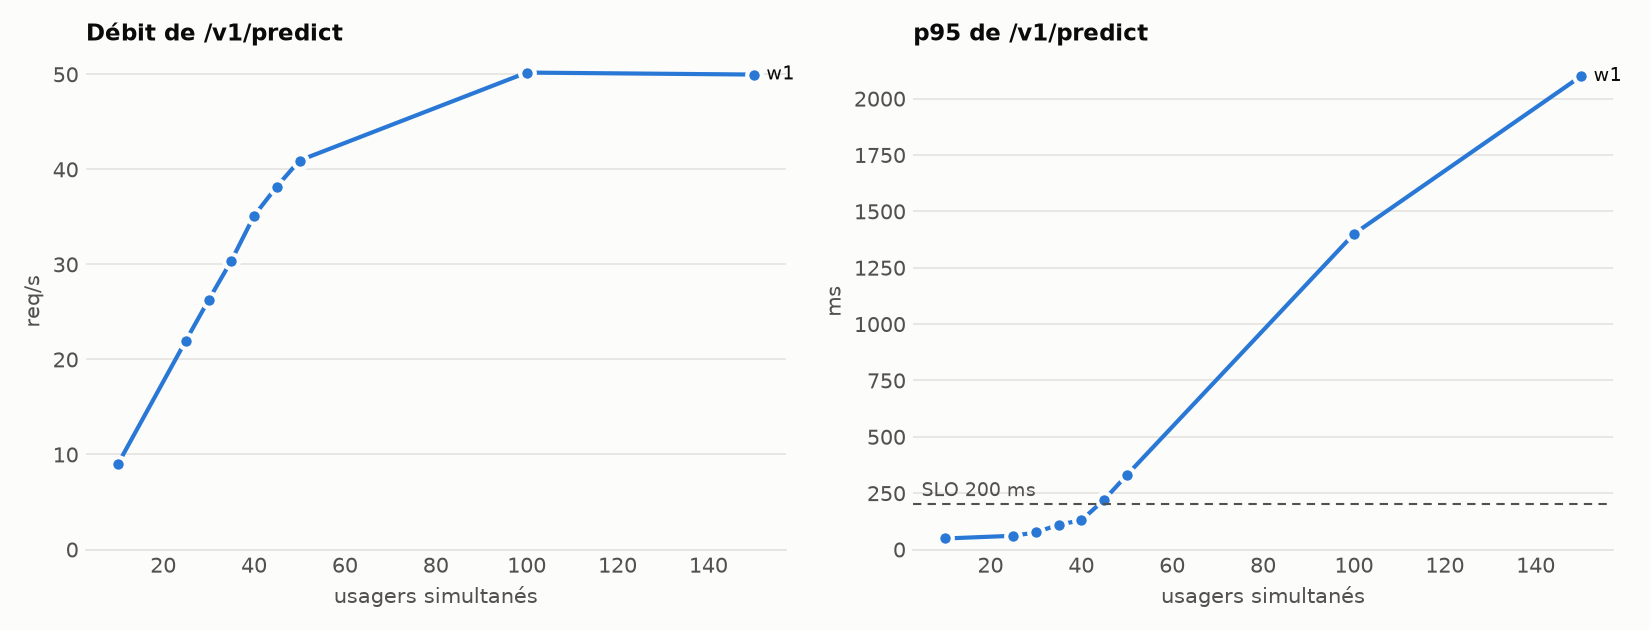 Débit de /v1/predict
50
40
30
20
10
0
req/s
w1
20 40 60 80 100 120 140
usagers simultanés
p95 de /v1/predict
2000
1750
1500
1250
1000
750
500
250
0
ms
w1
SLO 200 ms
20 40 60 80 100 120 140
usagers simultanés